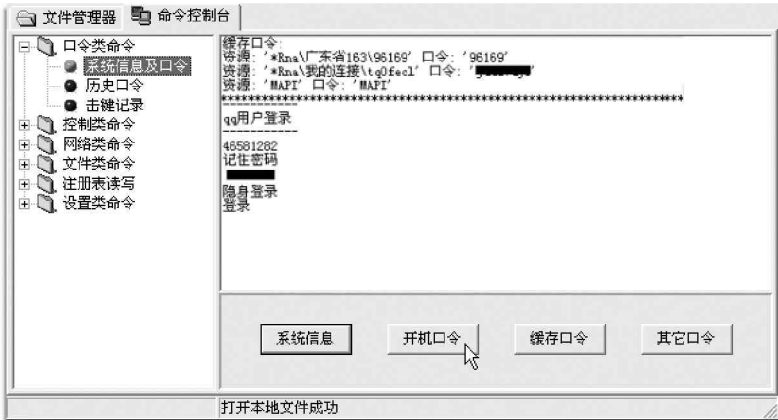 文件管理器 命令控制台
口令类命令
系统信息及口令
历史口令
击键记录
控制类命令
网络类命令
文件类命令
注册表读写
设置类命令
缓存口令:
资源: '*Rna\广东省163\96169' 口令: '96169'
资源: '*Rna\我的连接\tq0fecl' 口令: '
资源: 'MAPI' 口令: 'MAPI'
****************************************************************
-----------
qq用户登录
-----------
46581282
记住密码
隐身登录
登录
系统信息 开机口令 缓存口令 其它口令
打开本地文件成功